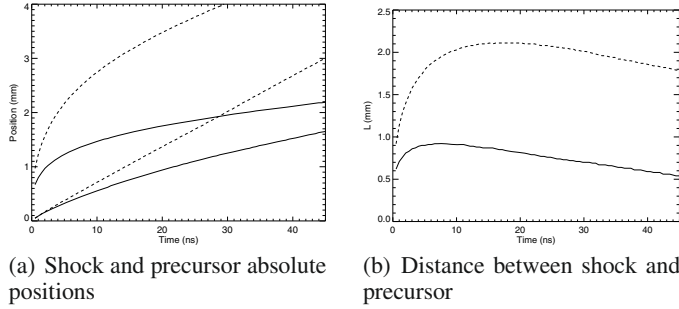 4
3
2
1
0
0
10
20
30
40
Position (mm)
Time (ns)
2.5
2.0
1.5
1.0
0.5
0.0
0
10
20
30
40
L (mm)
Time (ns)
(a) Shock and precursor absolute
positions
(b) Distance between shock and
precursor